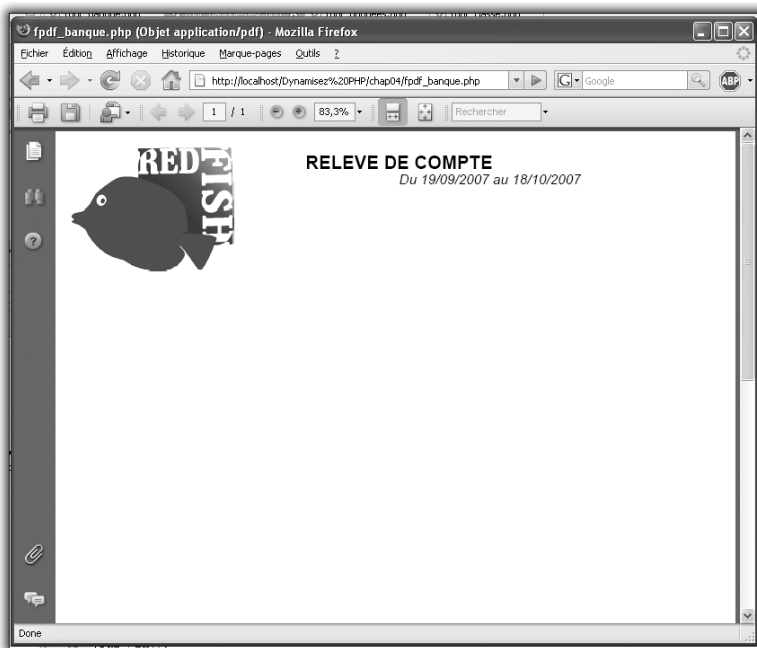 fpdf_banque.php (Objet application/pdf) - Mozilla Firefox
Fichier Édition Affichage Historique Marque-pages Outils ?
http://localhost/Dynamisez%20PHP/chap04/fpdf_banque.php G Google ABP
1 / 1 83,3% Rechercher
RED FISH
RELEVE DE COMPTE
Du 19/09/2007 au 18/10/2007
Done